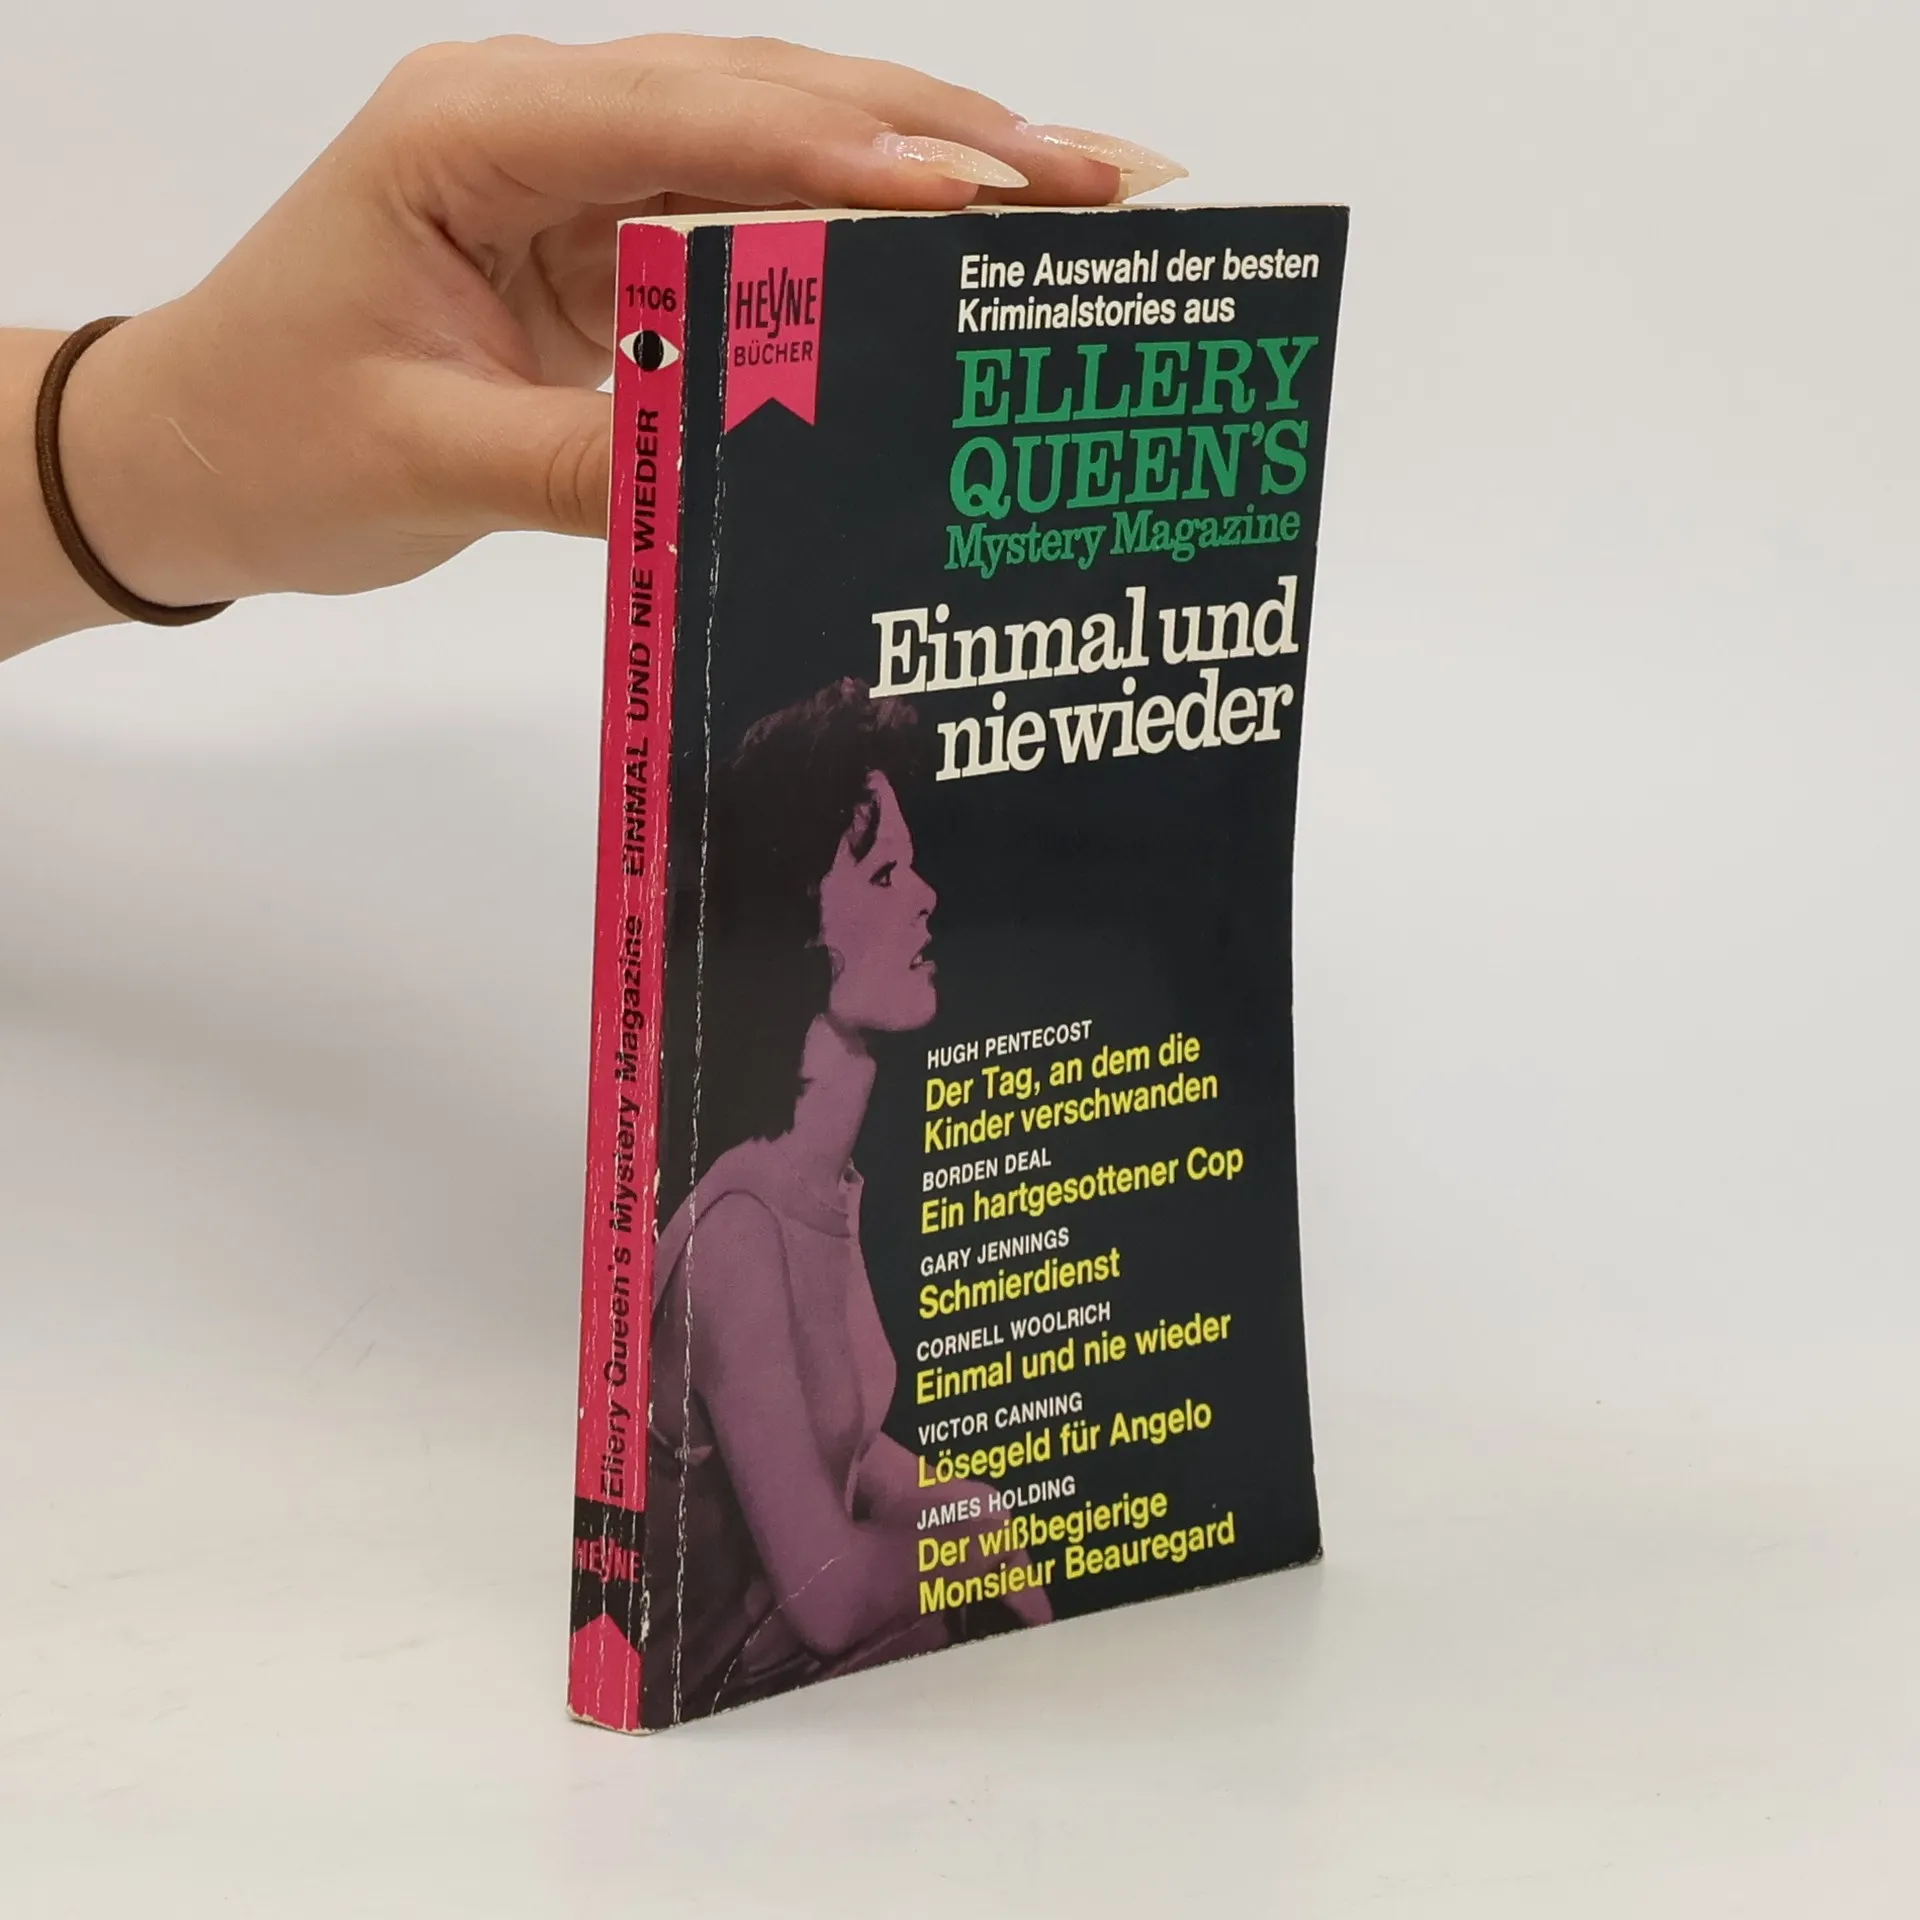 1106
EINMAL UND NIE WIEDER
Ellery Queen's Mystery Magazine
HEYNE
HEYNE
BÜCHER
Eine Auswahl der besten
Kriminalstories aus
ELLERY
QUEEN'S
Mystery Magazine
Einmal und
nie wieder
HUGH PENTECOST
Der Tag, an dem die
Kinder verschwanden
BORDEN DEAL
Ein hartgesottener Cop
GARY JENNINGS
Schmierdienst
CORNELL WOOLRICH
Einmal und nie wieder
VICTOR CANNING
Lösegeld für Angelo
JAMES HOLDING
Der wißbegierige
Monsieur Beauregard